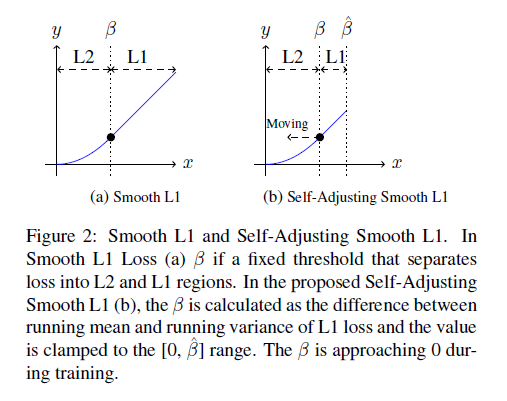 y β
L2 L1
x
(a) Smooth L1
y β β̂
L2 L1
Moving
x
(b) Self-Adjusting Smooth L1
Figure 2: Smooth L1 and Self-Adjusting Smooth L1. In
Smooth L1 Loss (a) β if a fixed threshold that separates
loss into L2 and L1 regions. In the proposed Self-Adjusting
Smooth L1 (b), the β is calculated as the difference between
running mean and running variance of L1 loss and the value
is clamped to the [0, β̂] range. The β is approaching 0 dur-
ing training.